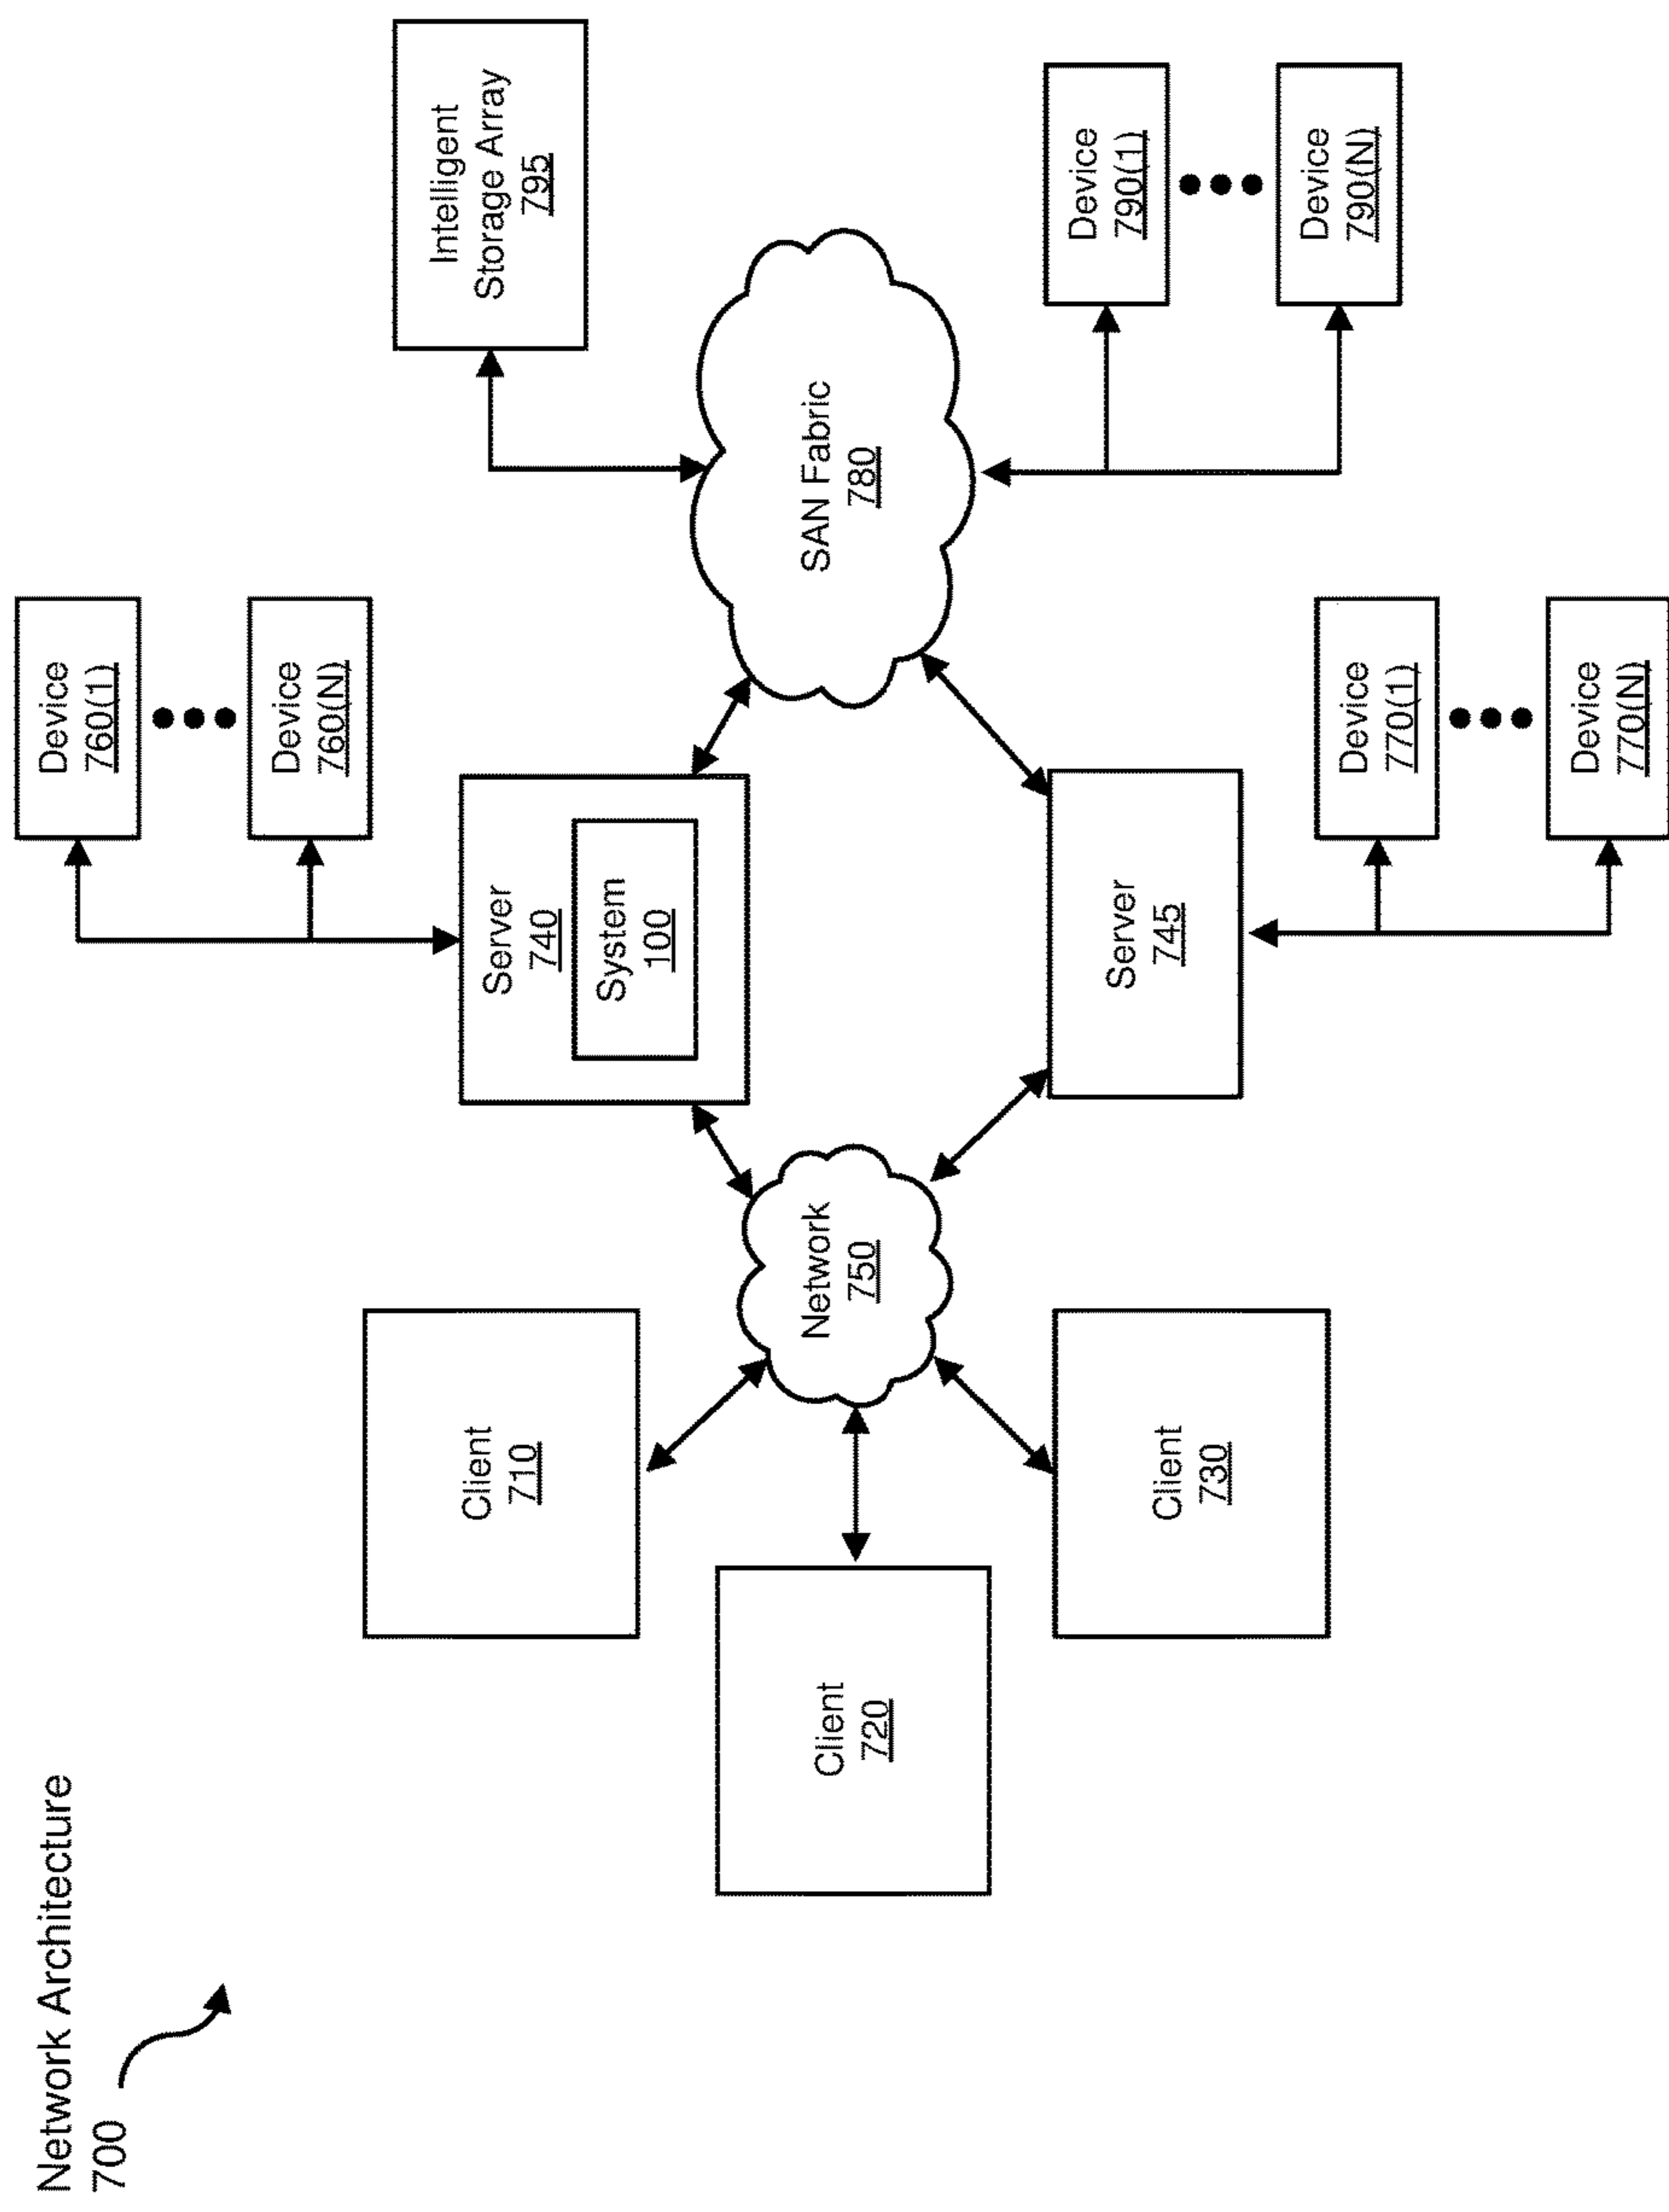 Network Architecture
700
Client
710
Client
720
Client
730
Network
750
Server
740
System
100
Server
745
Device
760(1)
Device
760(N)
Device
770(1)
Device
770(N)
SAN Fabric
780
Intelligent
Storage Array
795
Device
790(1)
Device
790(N)